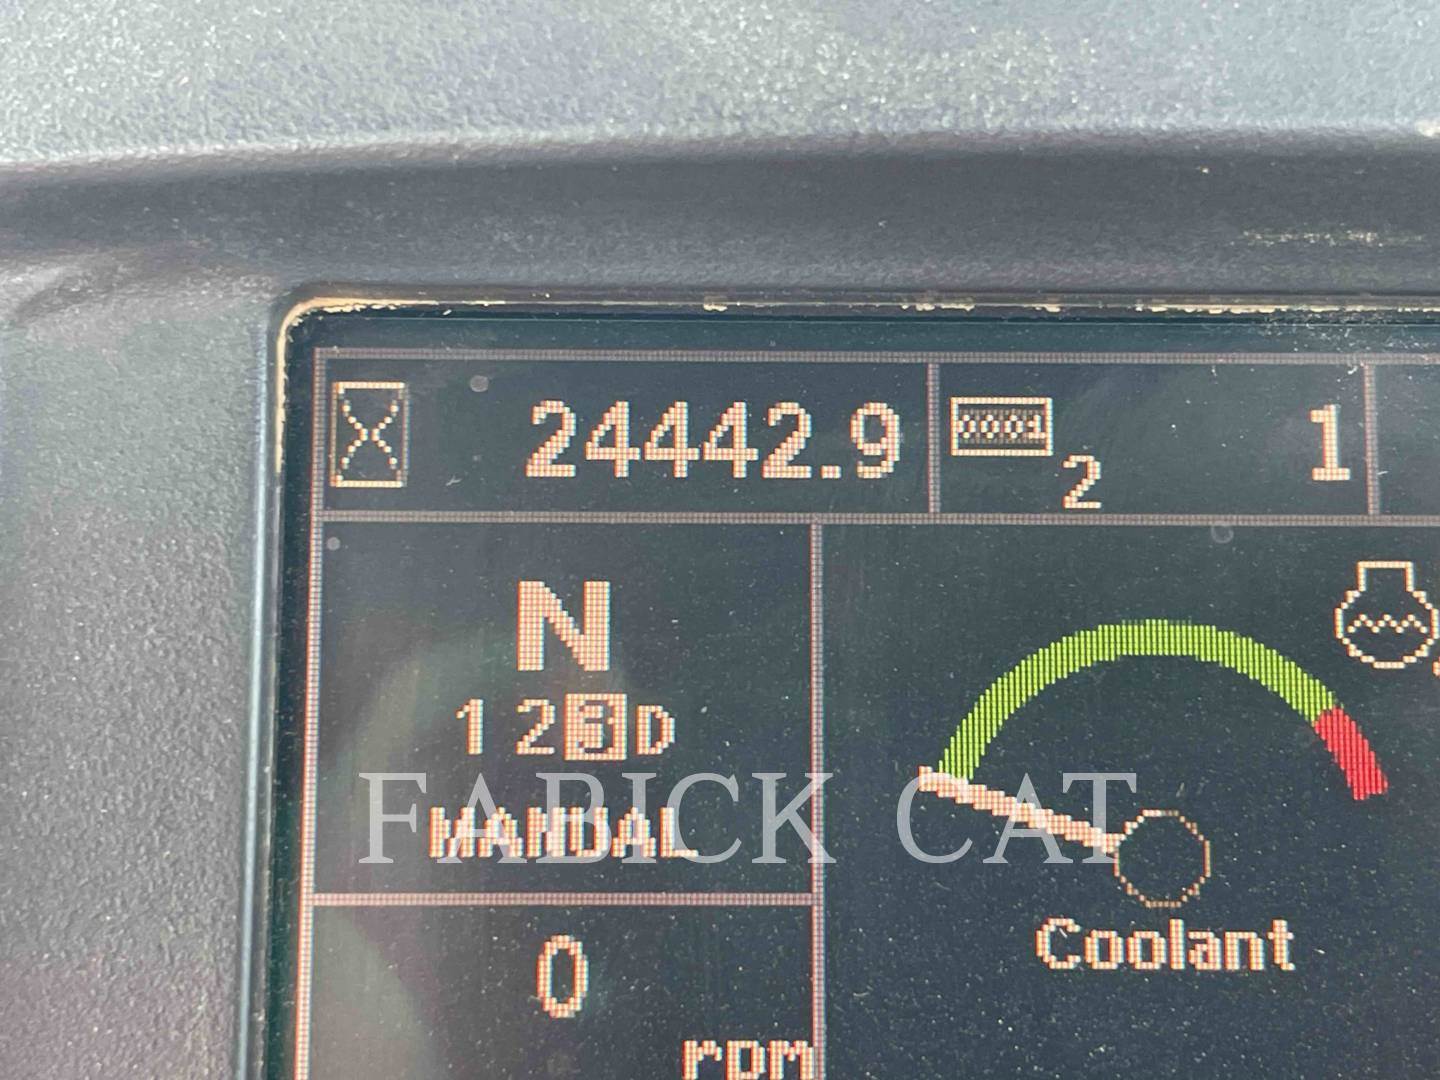 24442.9 0001 2 1
N
1 2 3 D
MANUAL
FABICK CAT
0
rpm
Coolant